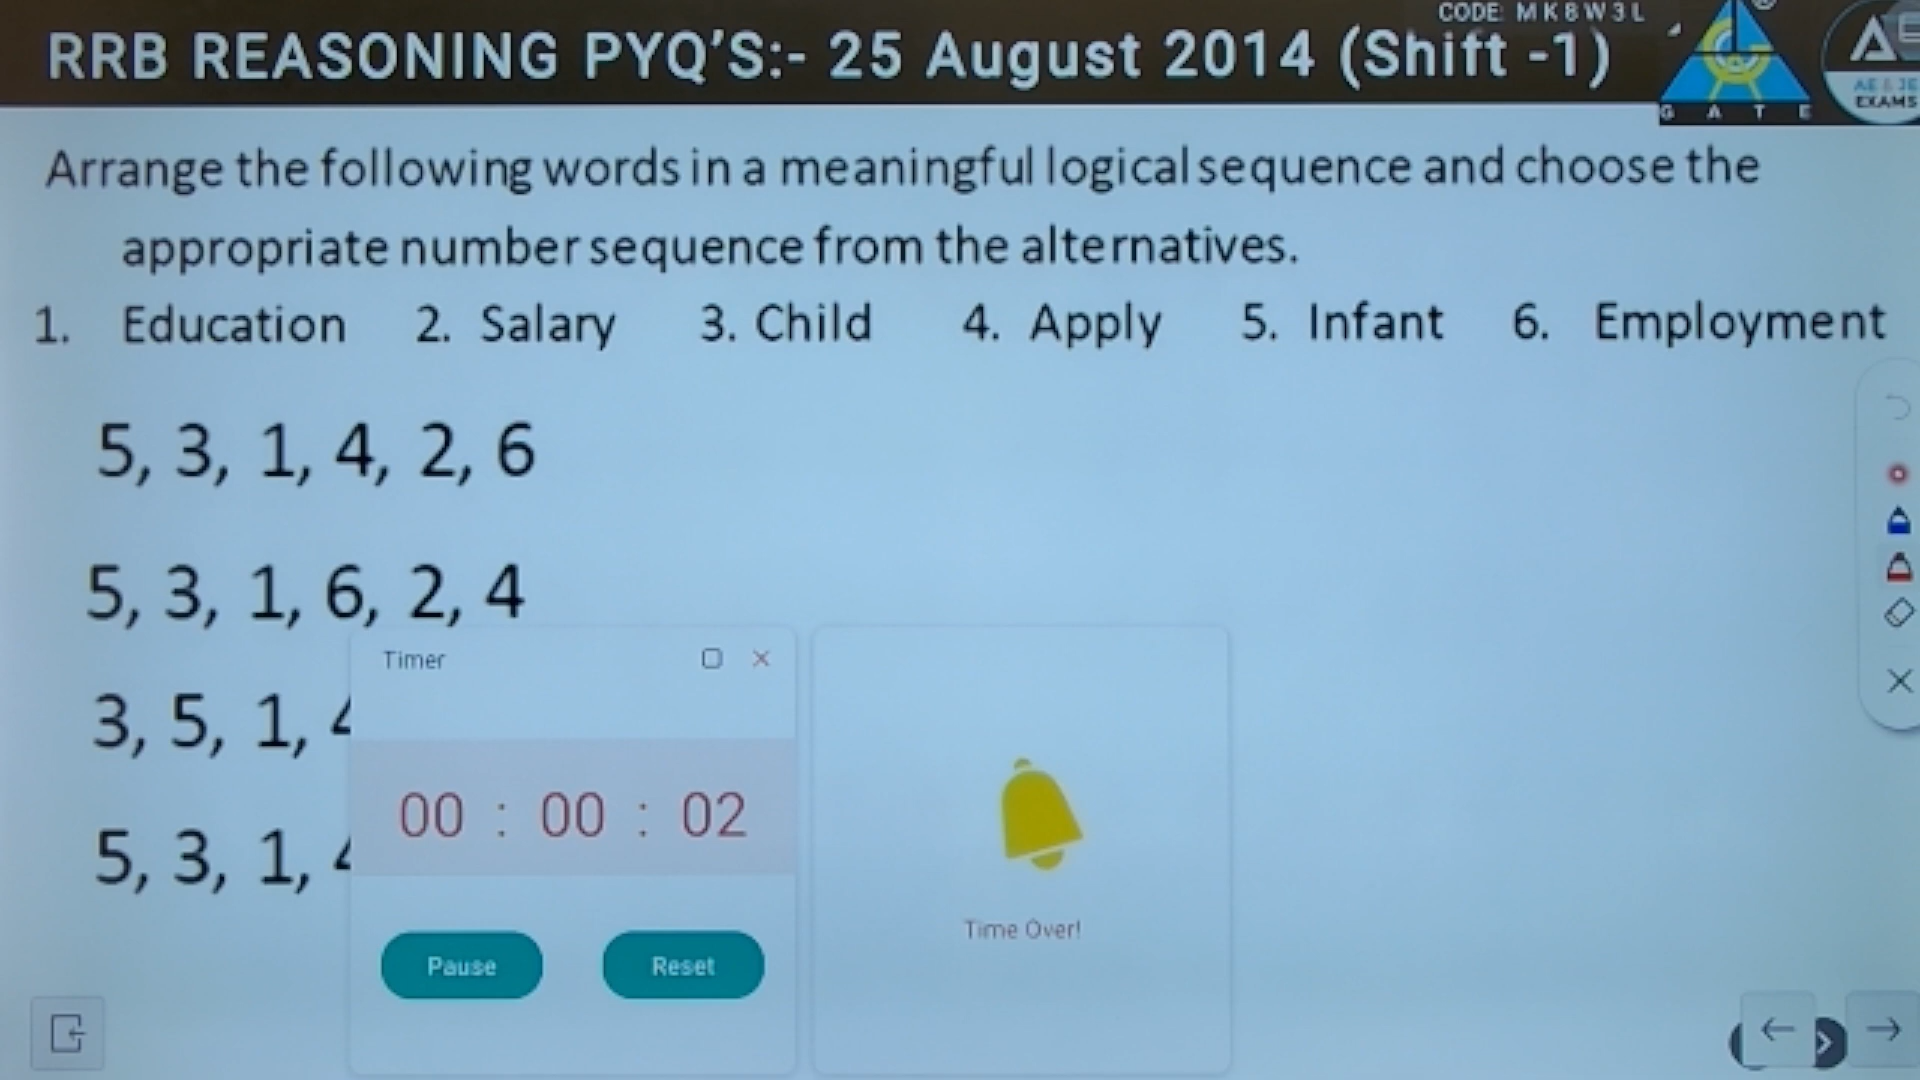 CODE: MK8W3L
RRB REASONING PYQ'S:- 25 August 2014 (Shift -1)
G A T E
AE & JE
EXAMS
Arrange the following words in a meaningful logical sequence and choose the
appropriate number sequence from the alternatives.
1. Education 2. Salary 3. Child 4. Apply 5. Infant 6. Employment
5, 3, 1, 4, 2, 6
5, 3, 1, 6, 2, 4
3, 5, 1,
5, 3, 1,
Timer
00 : 00 : 02
Pause Reset
Time Over!